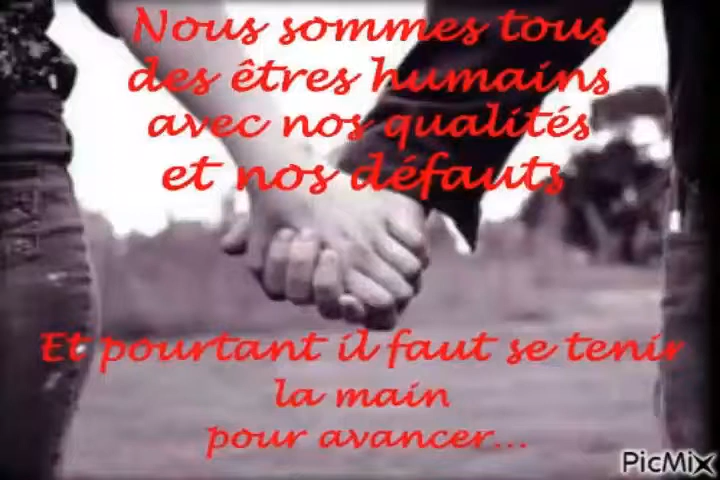 Nous sommes tous
des êtres humains
avec nos qualités
et nos défauts
Et pourtant il faut se tenir
la main
pour avancer...
PicMix